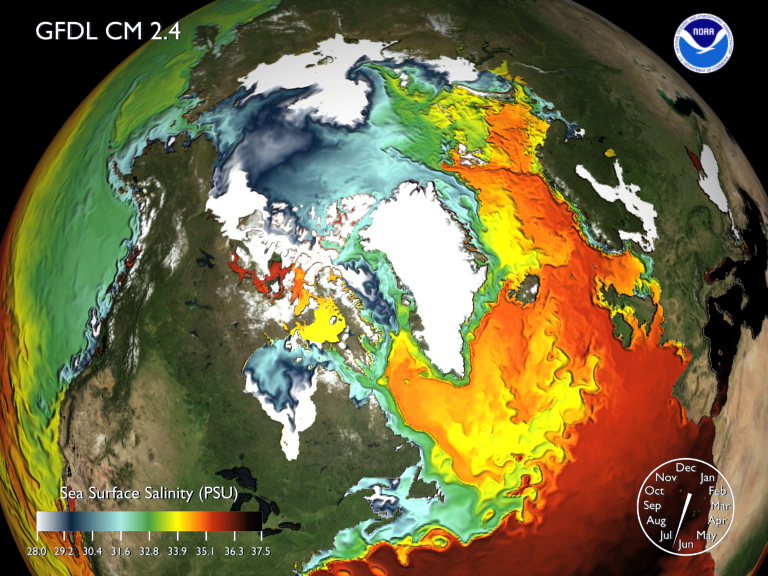 GFDL CM 2.4
NOAA
Sea Surface Salinity (PSU)
28.0 29.2 30.4 31.6 32.8 33.9 35.1 36.3 37.5
Dec
Jan
Feb
Mar
Apr
May
Jun
Jul
Aug
Sep
Oct
Nov